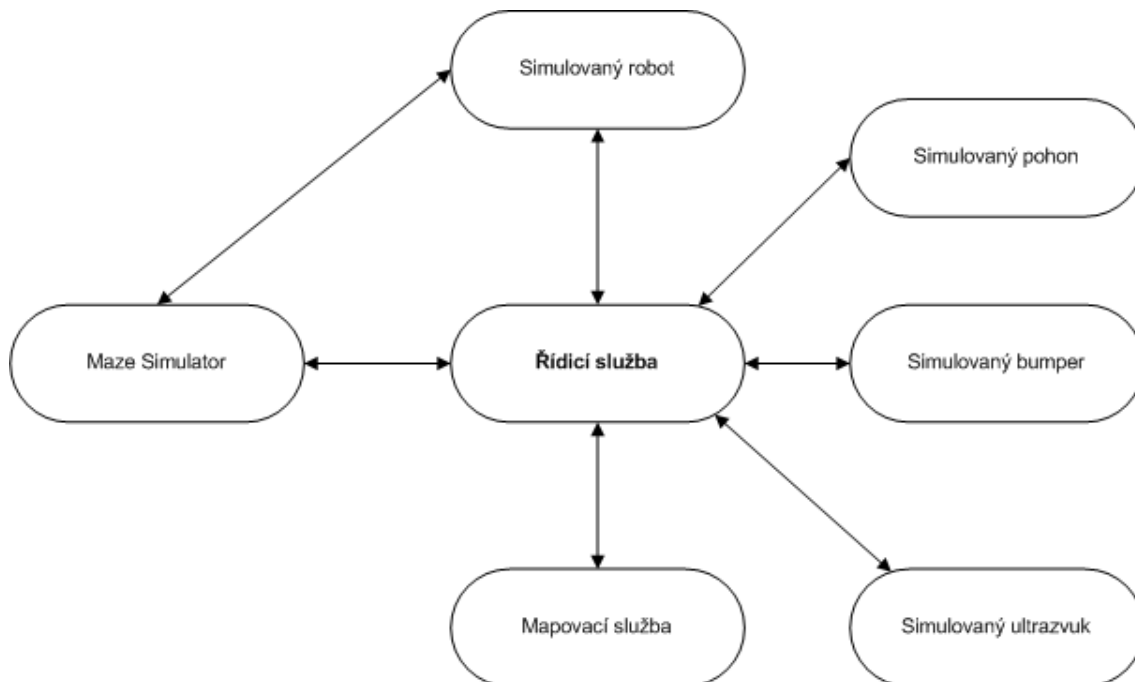 Simulovaný robot
Simulovaný pohon
Maze Simulator
Řídicí služba
Simulovaný bumper
Mapovací služba
Simulovaný ultrazvuk